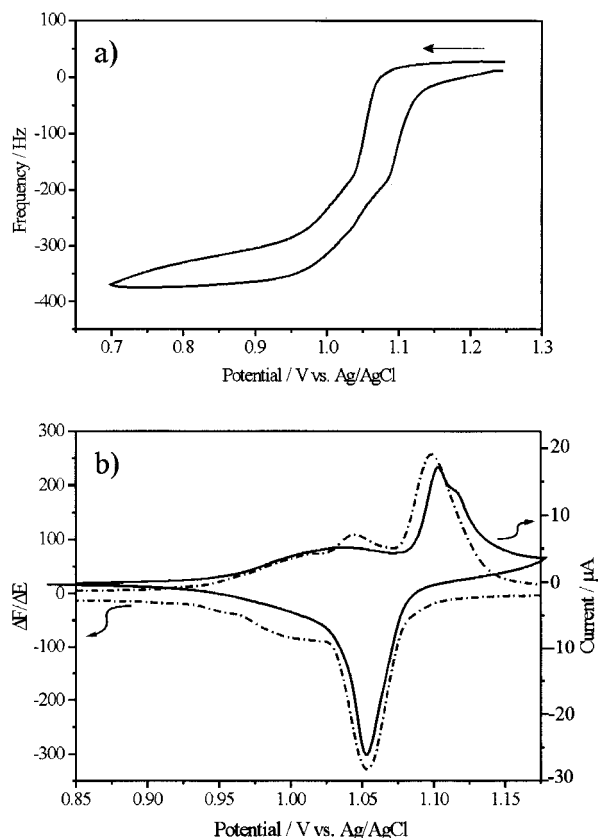 a)
100
0
-100
-200
-300
-400
Frequency / Hz
0.7 0.8 0.9 1.0 1.1 1.2 1.3
Potential / V vs. Ag/AgCl
b)
300
200
100
0
-100
-200
-300
ΔF/ΔE
20
10
0
-10
-20
-30
Current / μA
0.85 0.90 0.95 1.00 1.05 1.10 1.15
Potential / V vs. Ag/AgCl